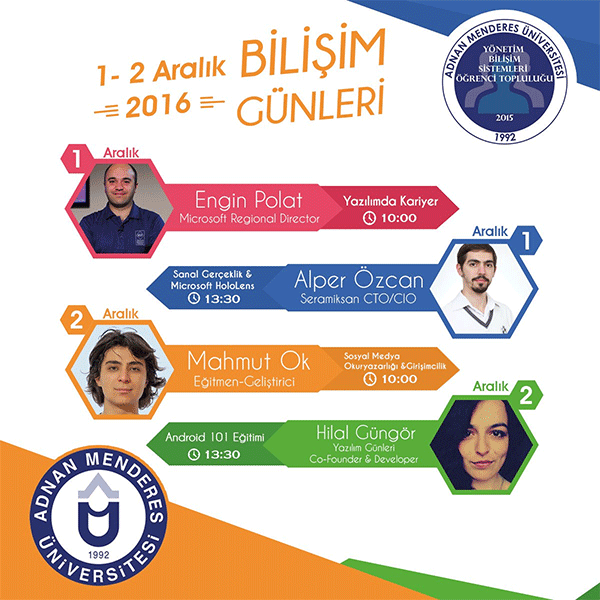 1- 2 Aralık
2016
BİLİŞİM
GÜNLERİ
ADNAN MENDERES ÜNİVERSİTESİ
YÖNETİM
BİLİŞİM
SİSTEMLERİ
ÖĞRENCİ TOPLULUĞU
2015
1992
1
Aralık
Engin Polat
Microsoft Regional Director
Yazılımda Kariyer
10:00
Aralık
1
Sanal Gerçeklik &
Microsoft HoloLens
13:30
Alper Özcan
Seramiksan CTO/CIO
2
Aralık
Mahmut Ok
Eğitmen-Geliştirici
Sosyal Medya
Okuryazarlığı &Girişimcilik
10:00
Aralık
2
Android 101 Eğitimi
13:30
Hilal Güngör
Yazılım Günleri
Co-Founder & Developer
ADNAN MENDERES
1992
ÜNİVERSİTESİ